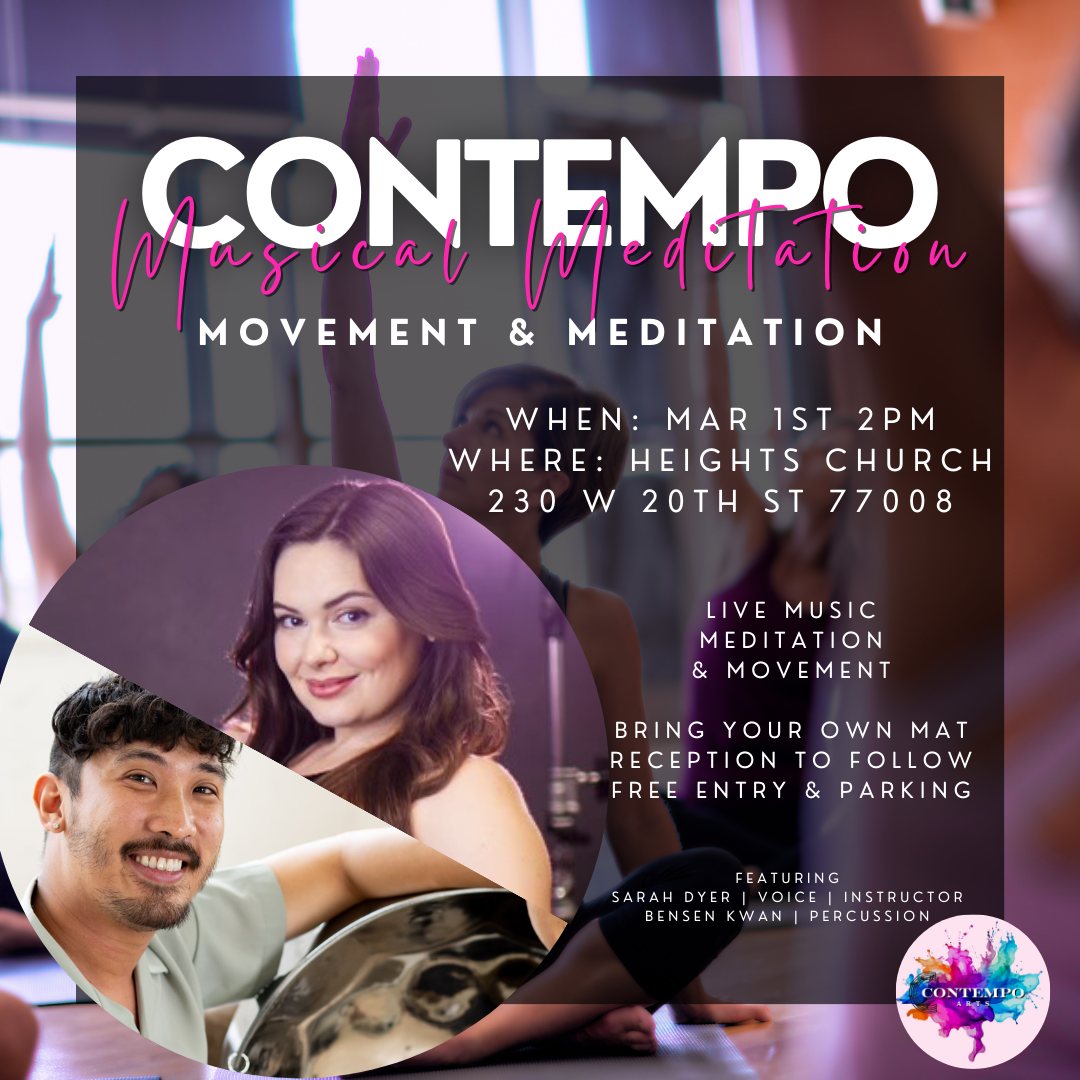 CONTEMPO
Musical Meditation
MOVEMENT & MEDITATION
WHEN: MAR 1ST 2PM
WHERE: HEIGHTS CHURCH
230 W 20TH ST 77008
LIVE MUSIC
MEDITATION
& MOVEMENT
BRING YOUR OWN MAT
RECEPTION TO FOLLOW
FREE ENTRY & PARKING
FEATURING
SARAH DYER | VOICE | INSTRUCTOR
BENSEN KWAN | PERCUSSION
CONTEMPO
ARTS